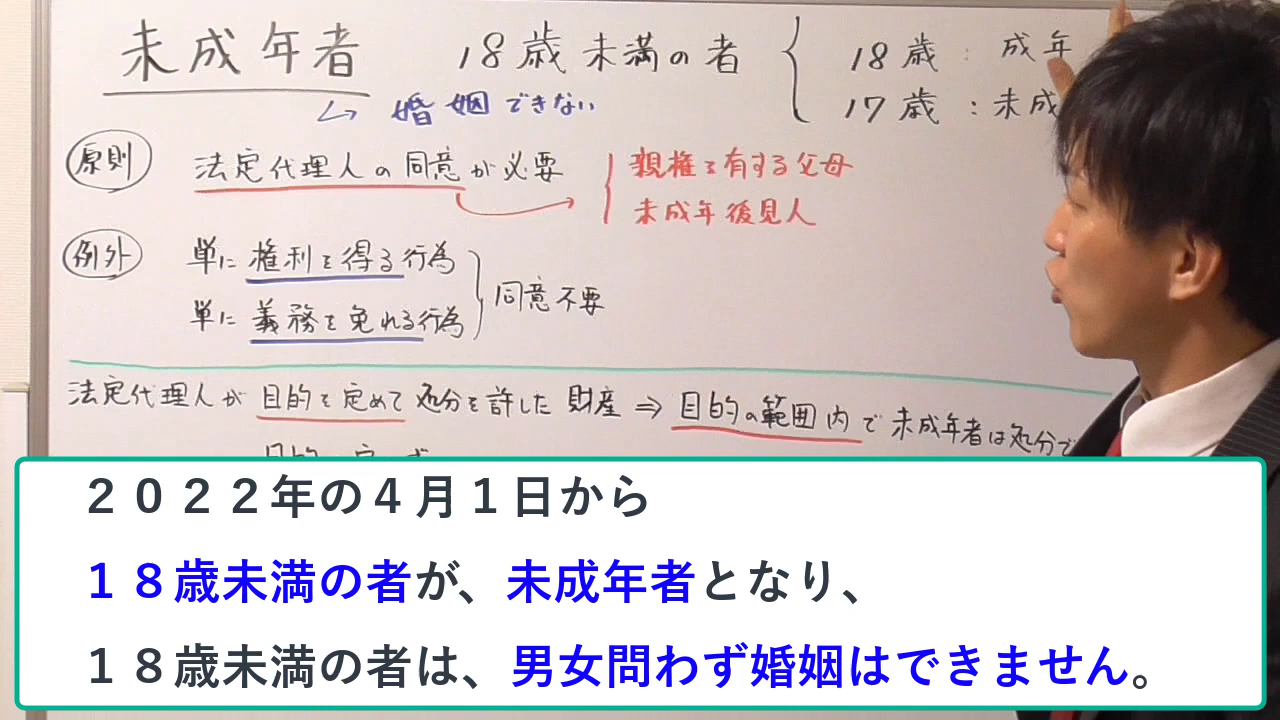 未成年者 18歳未満の者 { 18歳:成年
17歳:未成
↳ 婚姻できない
原則 法定代理人の同意が必要 { 親権を有する父母
未成年後見人
例外 単に権利を得る行為
単に義務を免れる行為 } 同意不要
法定代理人が目的を定めて処分を許した財産⇒目的の範囲内で未成年者は処分で
２０２２年の４月１日から
１８歳未満の者が、未成年者となり、
１８歳未満の者は、男女問わず婚姻はできません。